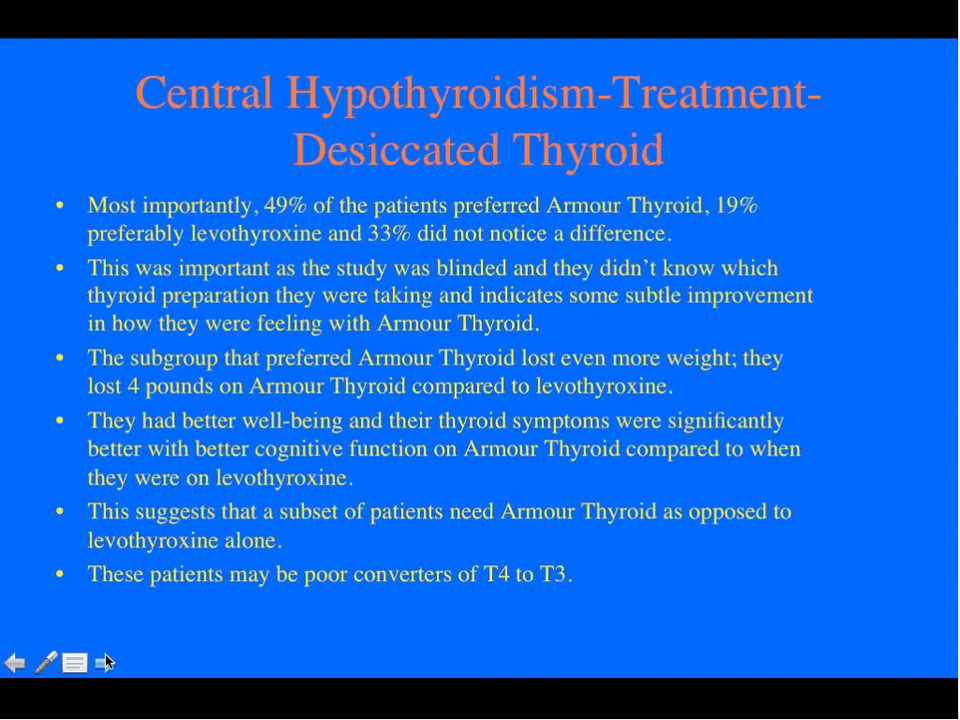 Central Hypothyroidism-Treatment-
Desiccated Thyroid
• Most importantly, 49% of the patients preferred Armour Thyroid, 19%
preferably levothyroxine and 33% did not notice a difference.
• This was important as the study was blinded and they didn't know which
thyroid preparation they were taking and indicates some subtle improvement
in how they were feeling with Armour Thyroid.
• The subgroup that preferred Armour Thyroid lost even more weight; they
lost 4 pounds on Armour Thyroid compared to levothyroxine.
• They had better well-being and their thyroid symptoms were significantly
better with better cognitive function on Armour Thyroid compared to when
they were on levothyroxine.
• This suggests that a subset of patients need Armour Thyroid as opposed to
levothyroxine alone.
• These patients may be poor converters of T4 to T3.